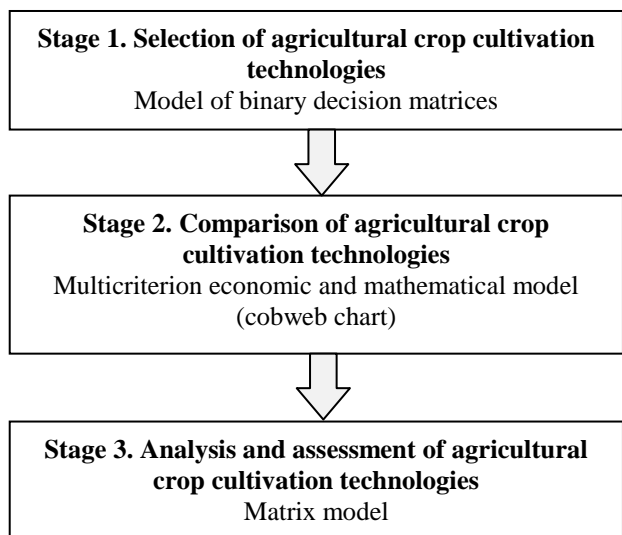 Stage 1. Selection of agricultural crop cultivation
technologies
Model of binary decision matrices
Stage 2. Comparison of agricultural crop
cultivation technologies
Multicriterion economic and mathematical model
(cobweb chart)
Stage 3. Analysis and assessment of agricultural
crop cultivation technologies
Matrix model